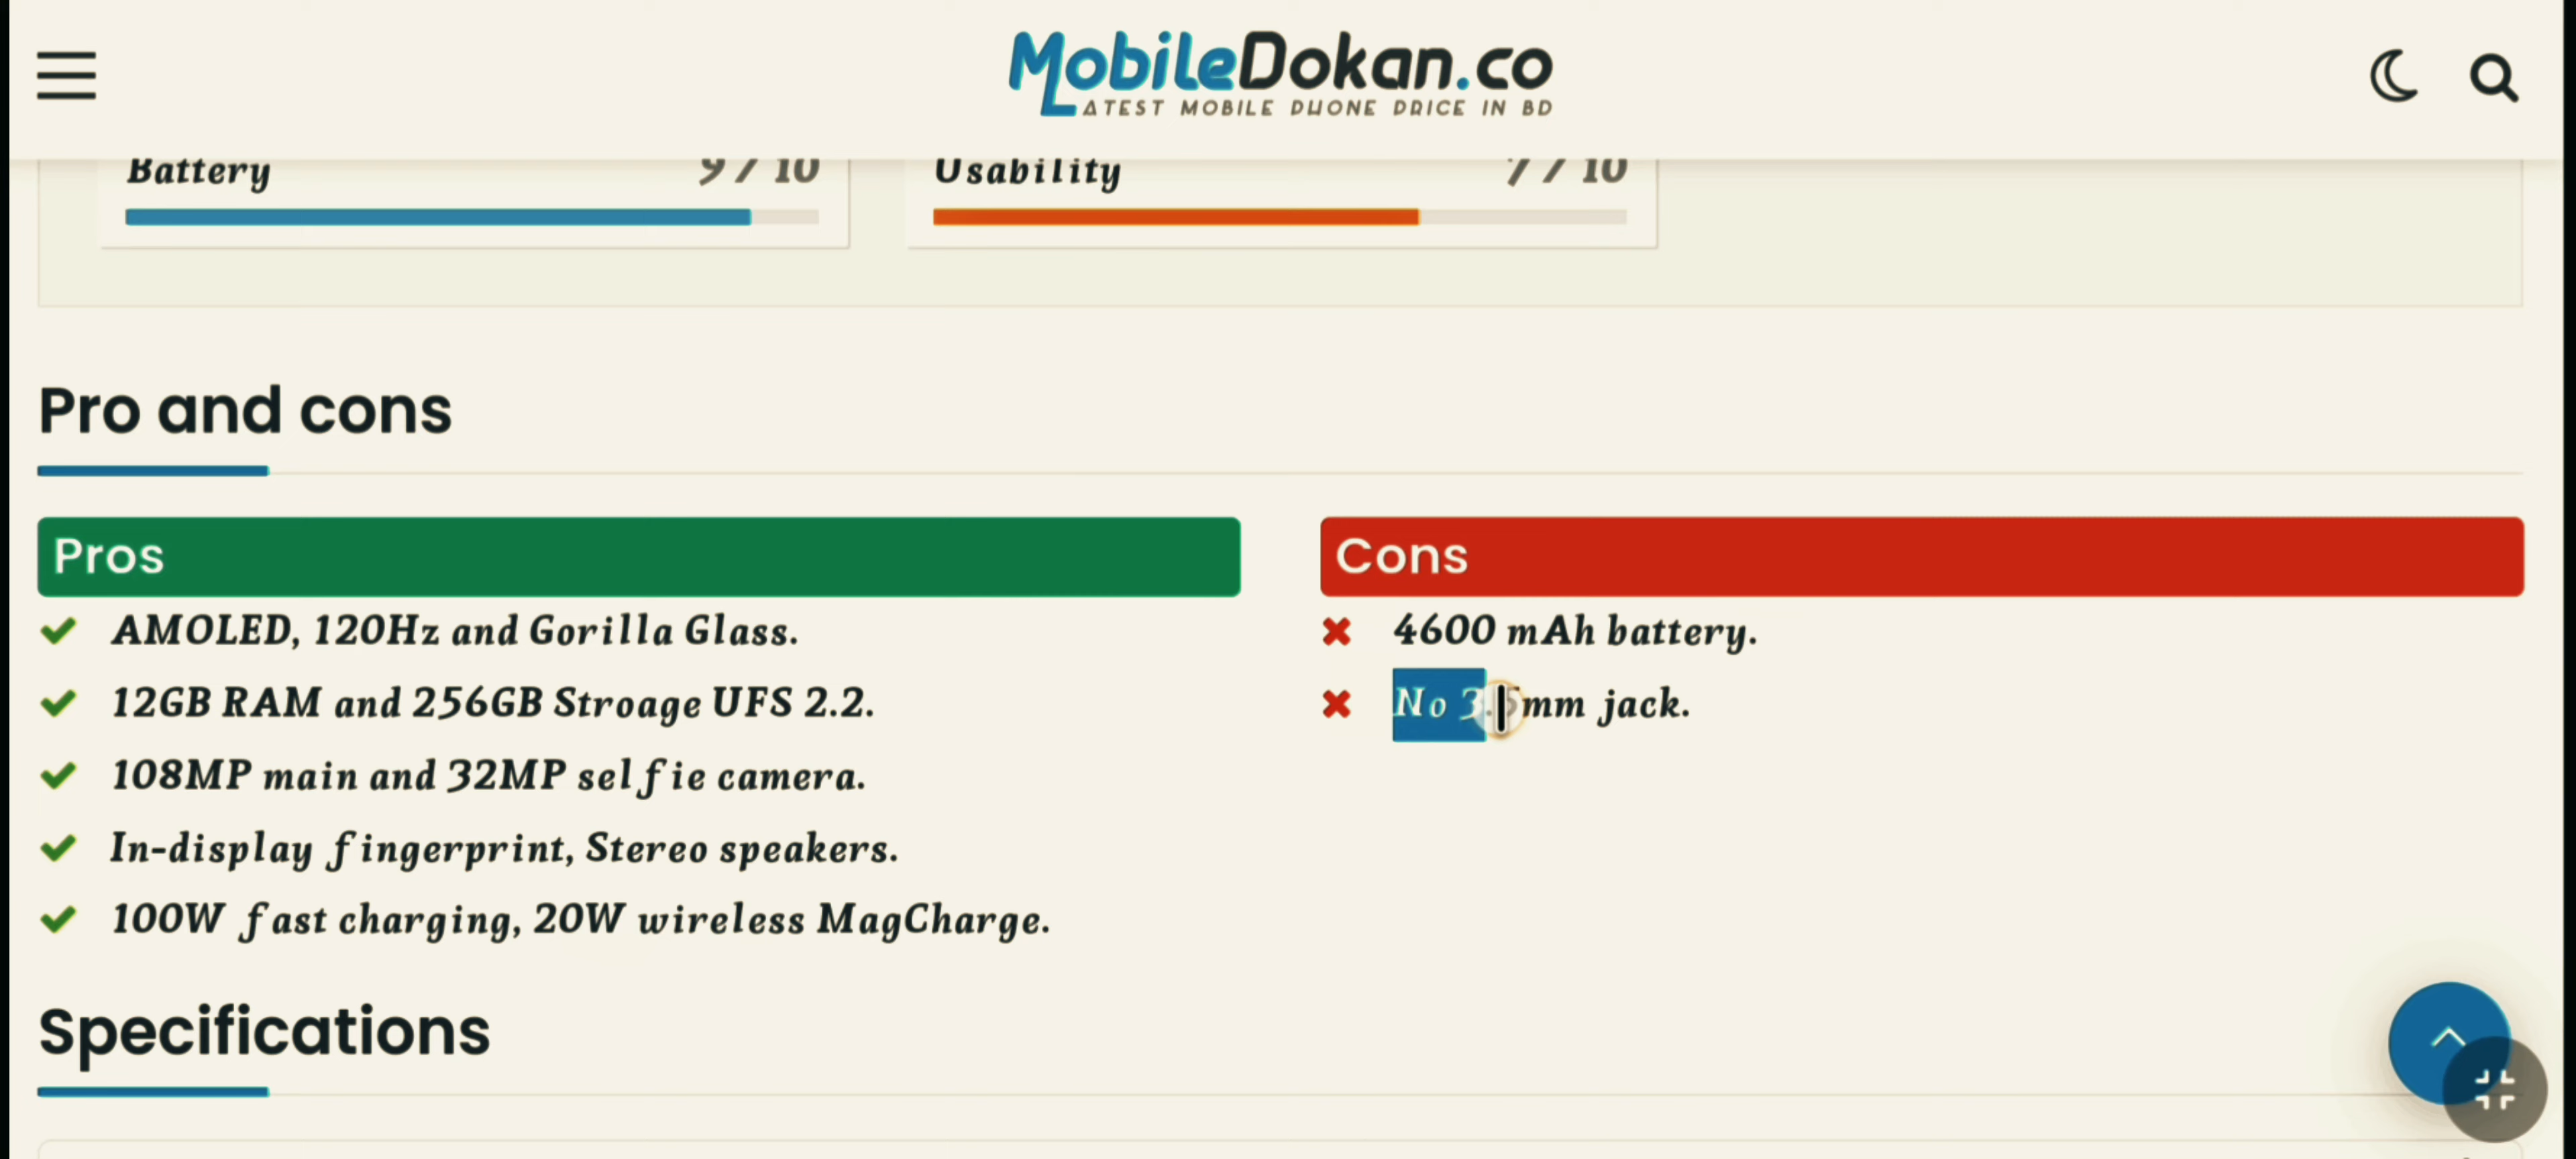 MobileDokan.co
LATEST MOBILE PHONE PRICE IN BD
Battery 9 / 10
Usability 7 / 10
Pro and cons
Pros
AMOLED, 120Hz and Gorilla Glass.
12GB RAM and 256GB Stroage UFS 2.2.
108MP main and 32MP selfie camera.
In-display fingerprint, Stereo speakers.
100W fast charging, 20W wireless MagCharge.
Cons
4600 mAh battery.
No 3.5mm jack.
Specifications